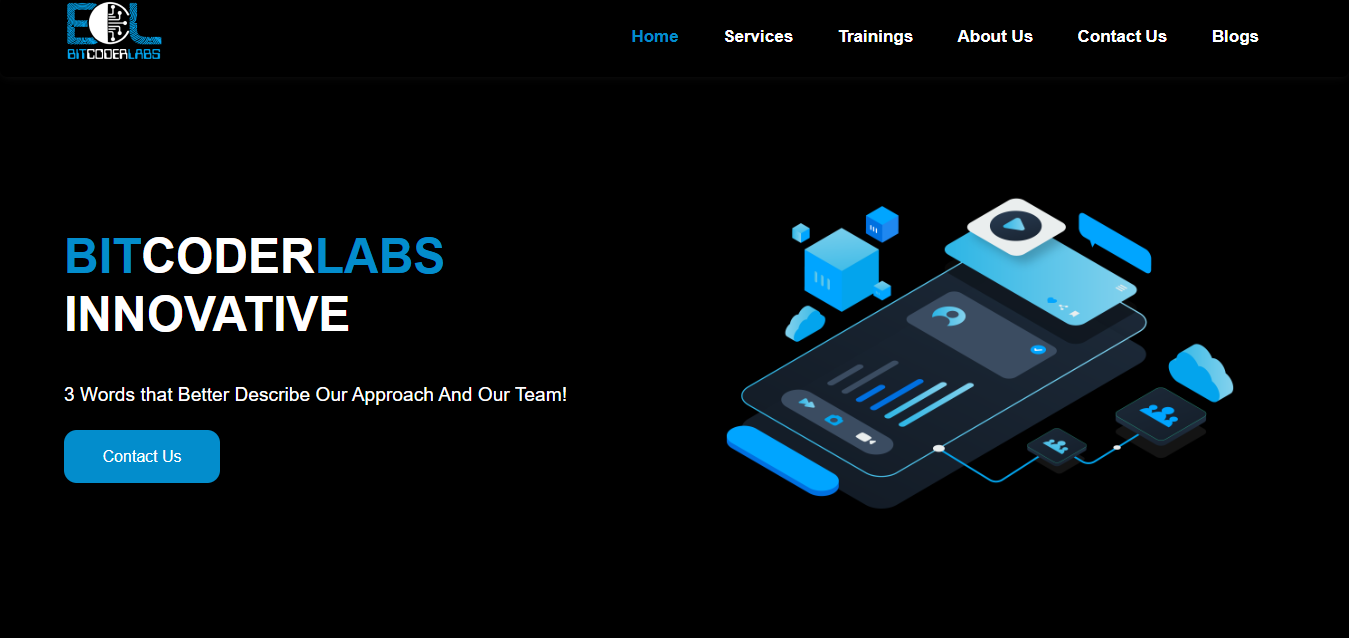 BCL
BITCODERLABS
Home Services Trainings About Us Contact Us Blogs
BITCODERLABS
INNOVATIVE
3 Words that Better Describe Our Approach And Our Team!
Contact Us